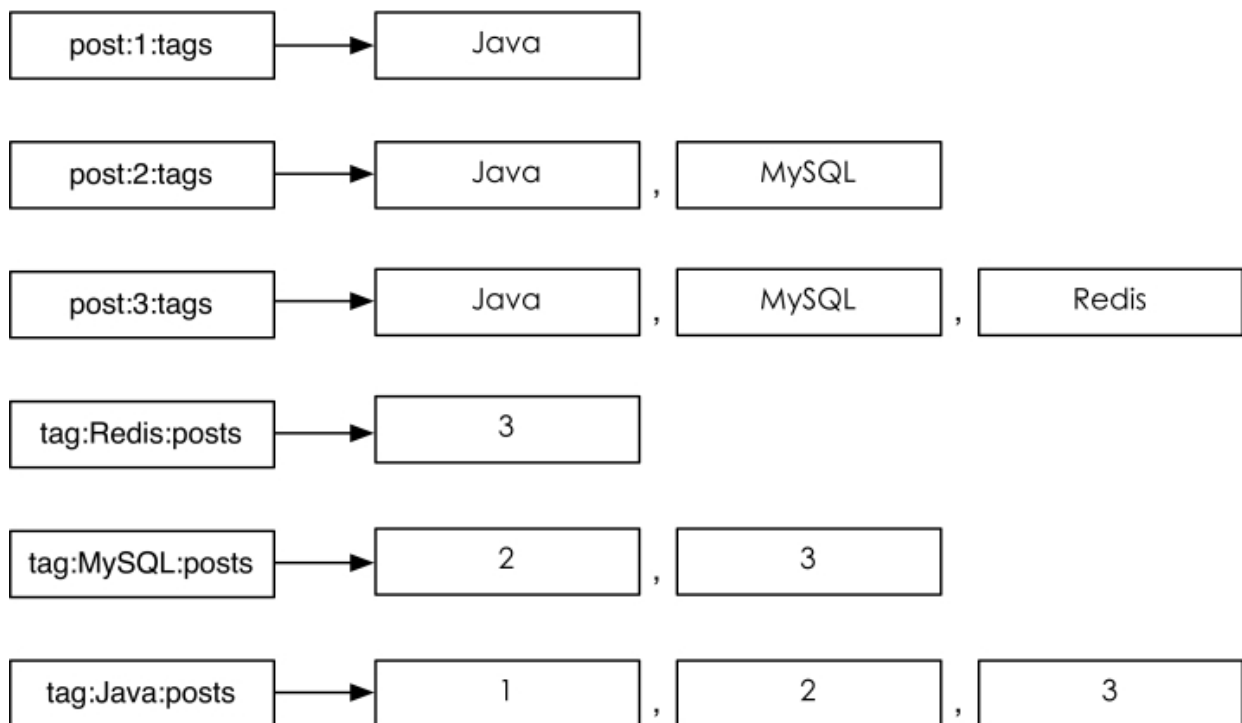 post:1:tags Java
post:2:tags Java , MySQL
post:3:tags Java , MySQL , Redis
tag:Redis:posts 3
tag:MySQL:posts 2 , 3
tag:Java:posts 1 , 2 , 3